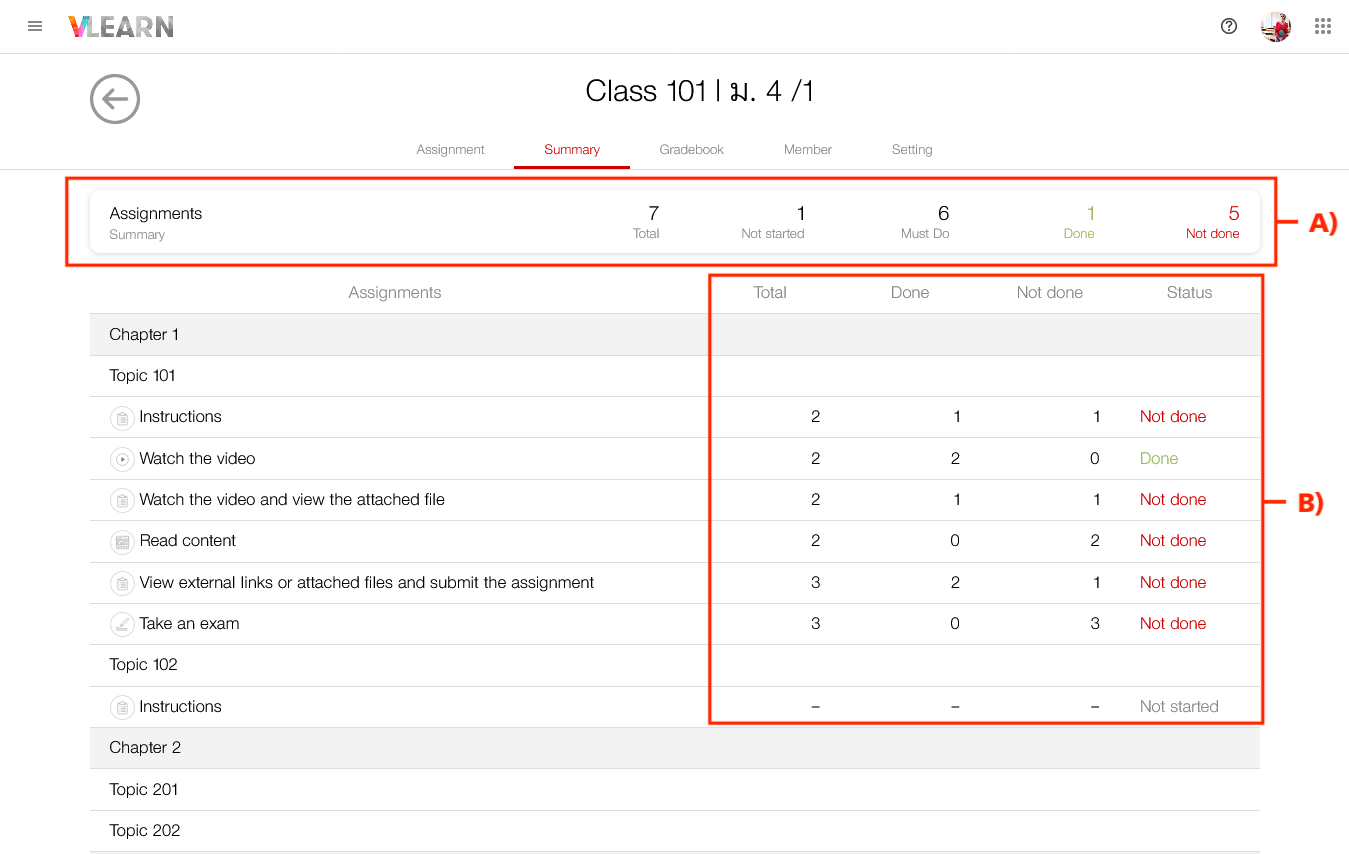 VLEARN
Class 101 | ม. 4 /1
Assignment Summary Gradebook Member Setting
Assignments 7 1 6 1 5
Summary Total Not started Must Do Done Not done
A)
Assignments Total Done Not done Status
Chapter 1
Topic 101
Instructions 2 1 1 Not done
Watch the video 2 2 0 Done
Watch the video and view the attached file 2 1 1 Not done
B)
Read content 2 0 2 Not done
View external links or attached files and submit the assignment 3 2 1 Not done
Take an exam 3 0 3 Not done
Topic 102
Instructions – – – Not started
Chapter 2
Topic 201
Topic 202